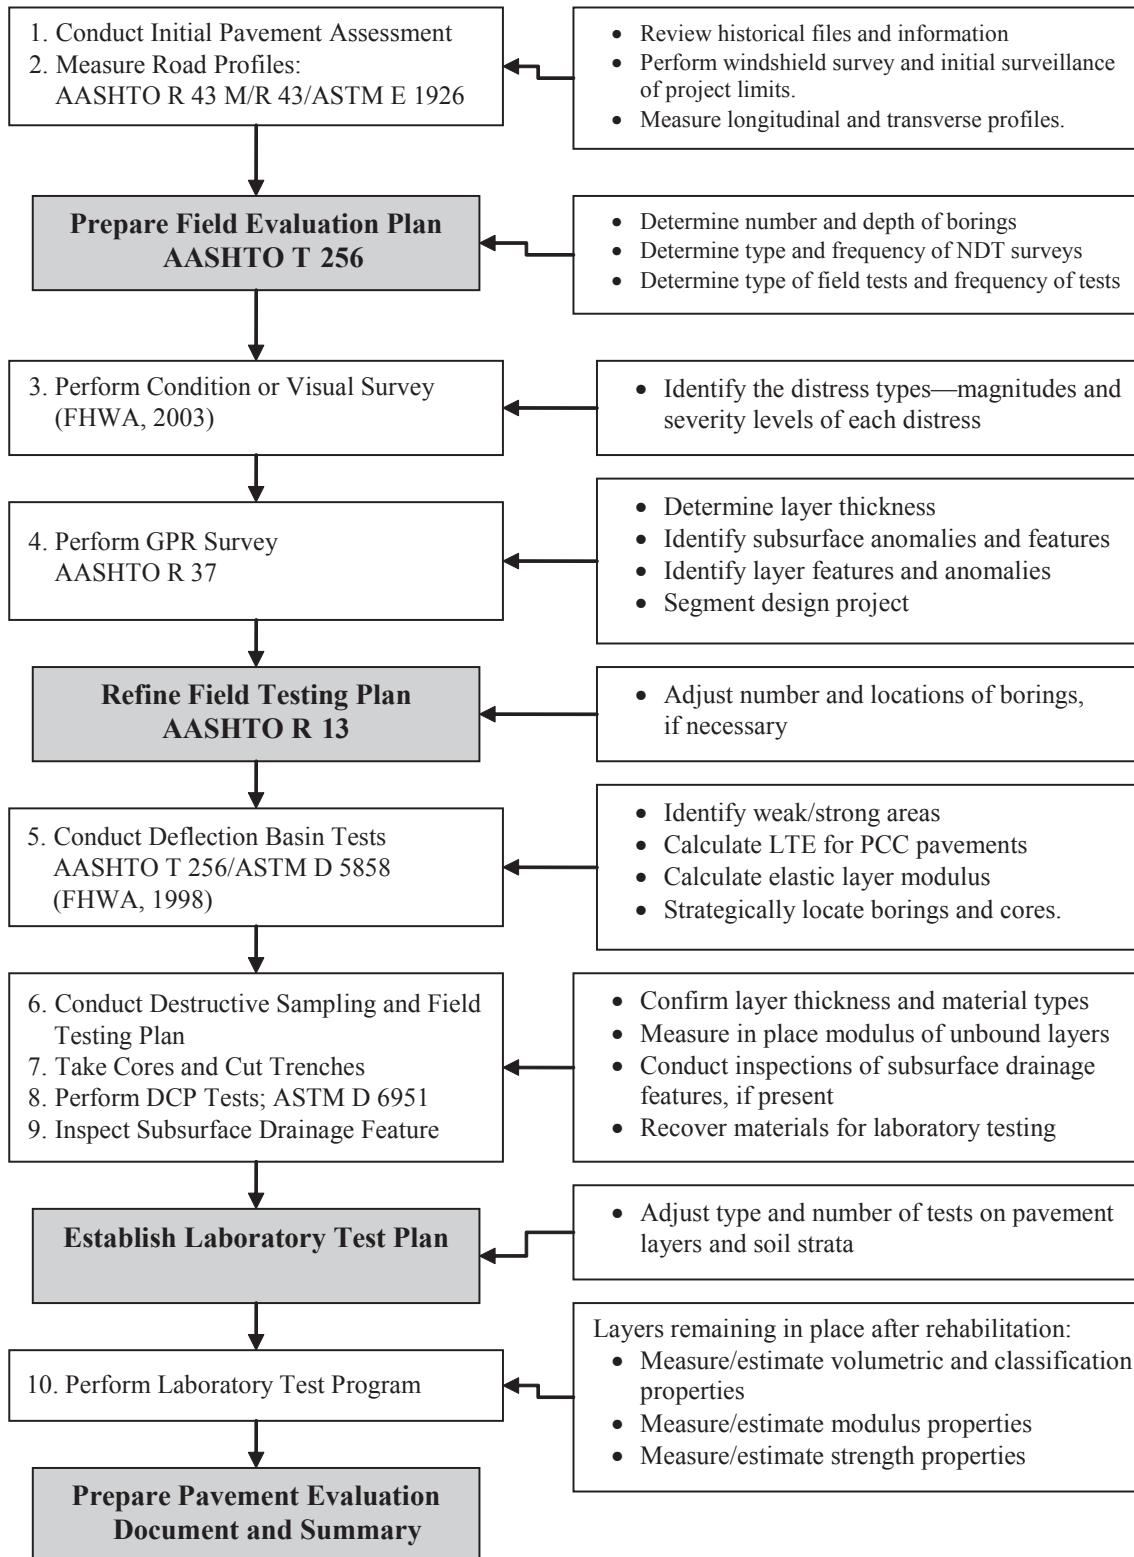 1. Conduct Initial Pavement Assessment
2. Measure Road Profiles:
AASHTO R 43 M/R 43/ASTM E 1926
• Review historical files and information
• Perform windshield survey and initial surveillance
of project limits.
• Measure longitudinal and transverse profiles.
Prepare Field Evaluation Plan
AASHTO T 256
• Determine number and depth of borings
• Determine type and frequency of NDT surveys
• Determine type of field tests and frequency of tests
3. Perform Condition or Visual Survey
(FHWA, 2003)
• Identify the distress types—magnitudes and
severity levels of each distress
4. Perform GPR Survey
AASHTO R 37
• Determine layer thickness
• Identify subsurface anomalies and features
• Identify layer features and anomalies
• Segment design project
Refine Field Testing Plan
AASHTO R 13
• Adjust number and locations of borings,
if necessary
5. Conduct Deflection Basin Tests
AASHTO T 256/ASTM D 5858
(FHWA, 1998)
• Identify weak/strong areas
• Calculate LTE for PCC pavements
• Calculate elastic layer modulus
• Strategically locate borings and cores.
6. Conduct Destructive Sampling and Field
Testing Plan
7. Take Cores and Cut Trenches
8. Perform DCP Tests; ASTM D 6951
9. Inspect Subsurface Drainage Feature
• Confirm layer thickness and material types
• Measure in place modulus of unbound layers
• Conduct inspections of subsurface drainage
features, if present
• Recover materials for laboratory testing
Establish Laboratory Test Plan
• Adjust type and number of tests on pavement
layers and soil strata
10. Perform Laboratory Test Program
Layers remaining in place after rehabilitation:
• Measure/estimate volumetric and classification
properties
• Measure/estimate modulus properties
• Measure/estimate strength properties
Prepare Pavement Evaluation
Document and Summary